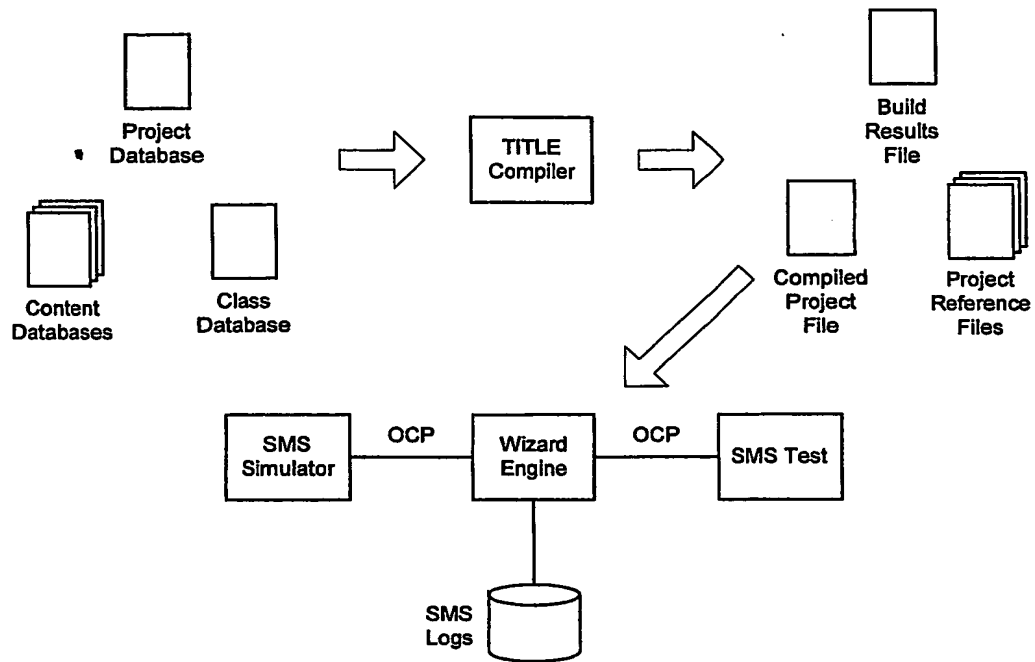 Project
Database
Content
Databases
Class
Database
TITLE
Compiler
Build
Results
File
Compiled
Project
File
Project
Reference
Files
SMS
Simulator
OCP
Wizard
Engine
OCP
SMS Test
SMS
Logs